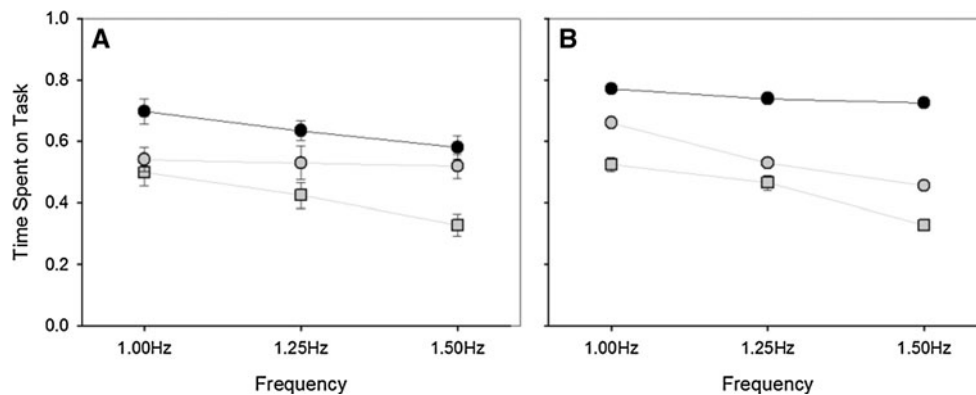 A
B
Time Spent on Task
1.0
0.8
0.6
0.4
0.2
0.0
1.00Hz 1.25Hz 1.50Hz
1.00Hz 1.25Hz 1.50Hz
Frequency
Frequency